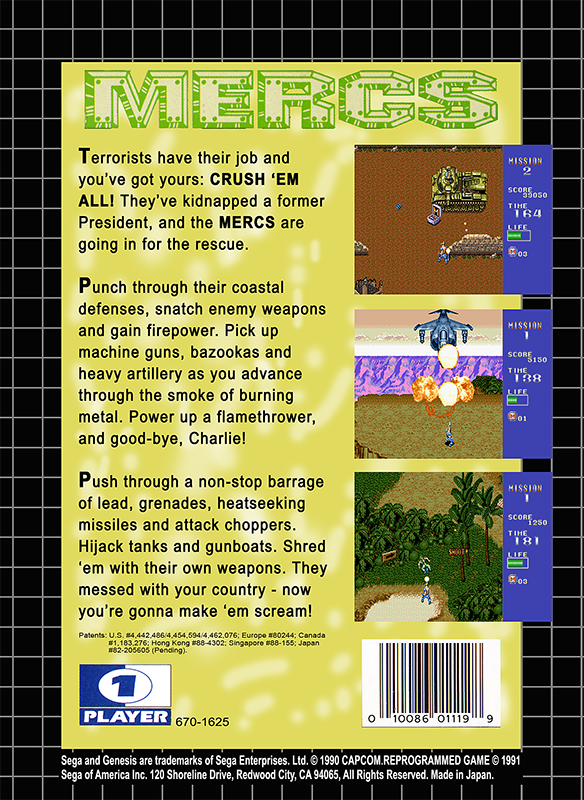 MERCS
Terrorists have their job and
you've got yours: CRUSH 'EM
ALL! They've kidnapped a former
President, and the MERCS are
going in for the rescue.
Punch through their coastal
defenses, snatch enemy weapons
and gain firepower. Pick up
machine guns, bazookas and
heavy artillery as you advance
through the smoke of burning
metal. Power up a flamethrower,
and good-bye, Charlie!
Push through a non-stop barrage
of lead, grenades, heatseeking
missiles and attack choppers.
Hijack tanks and gunboats. Shred
'em with their own weapons. They
messed with your country - now
you're gonna make 'em scream!
MISSION
2
SCORE
33050
TIME
164
LIFE
03
MISSION
1
SCORE
3150
TIME
138
LIFE
01
MISSION
1
SCORE
1250
TIME
181
LIFE
03
Patents: U.S. #4,442,486/4,454,594/4,462,076; Europe #80244; Canada
#1,183,276; Hong Kong #88-4302; Singapore #88-155; Japan
#82-205605 (Pending).
1
PLAYER
670-1625
0 10086 01119 9
Sega and Genesis are trademarks of Sega Enterprises. Ltd. © 1990 CAPCOM.REPROGRAMMED GAME © 1991
Sega of America Inc. 120 Shoreline Drive, Redwood City, CA 94065, All Rights Reserved. Made in Japan.